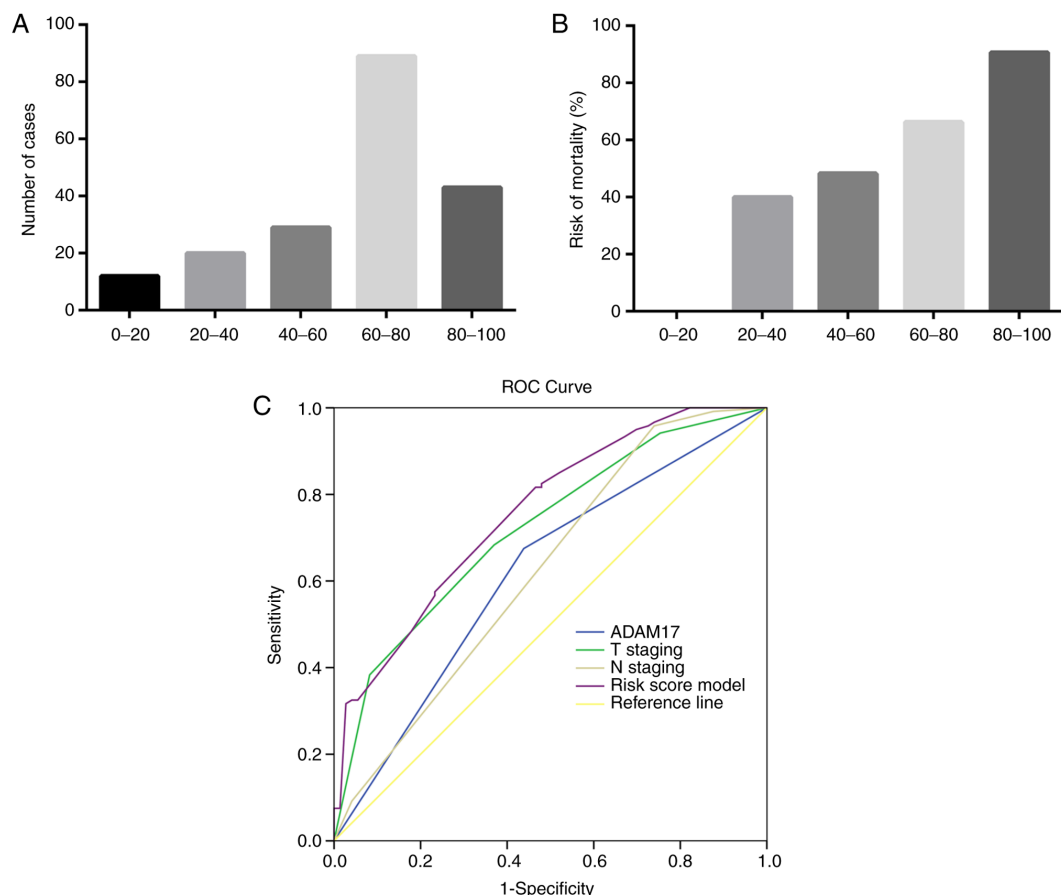 A
Number of cases
100
80
60
40
20
0
0–20 20–40 40–60 60–80 80–100
B
Risk of mortality (%)
100
80
60
40
20
0
0–20 20–40 40–60 60–80 80–100
C
ROC Curve
Sensitivity
1.0
0.8
0.6
0.4
0.2
0.0
ADAM17
T staging
N staging
Risk score model
Reference line
0.0 0.2 0.4 0.6 0.8 1.0
1-Specificity